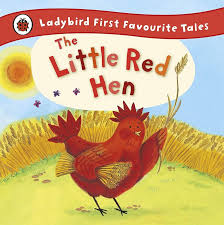 Ladybird First Favourite Tales
The
Little Red
Hen